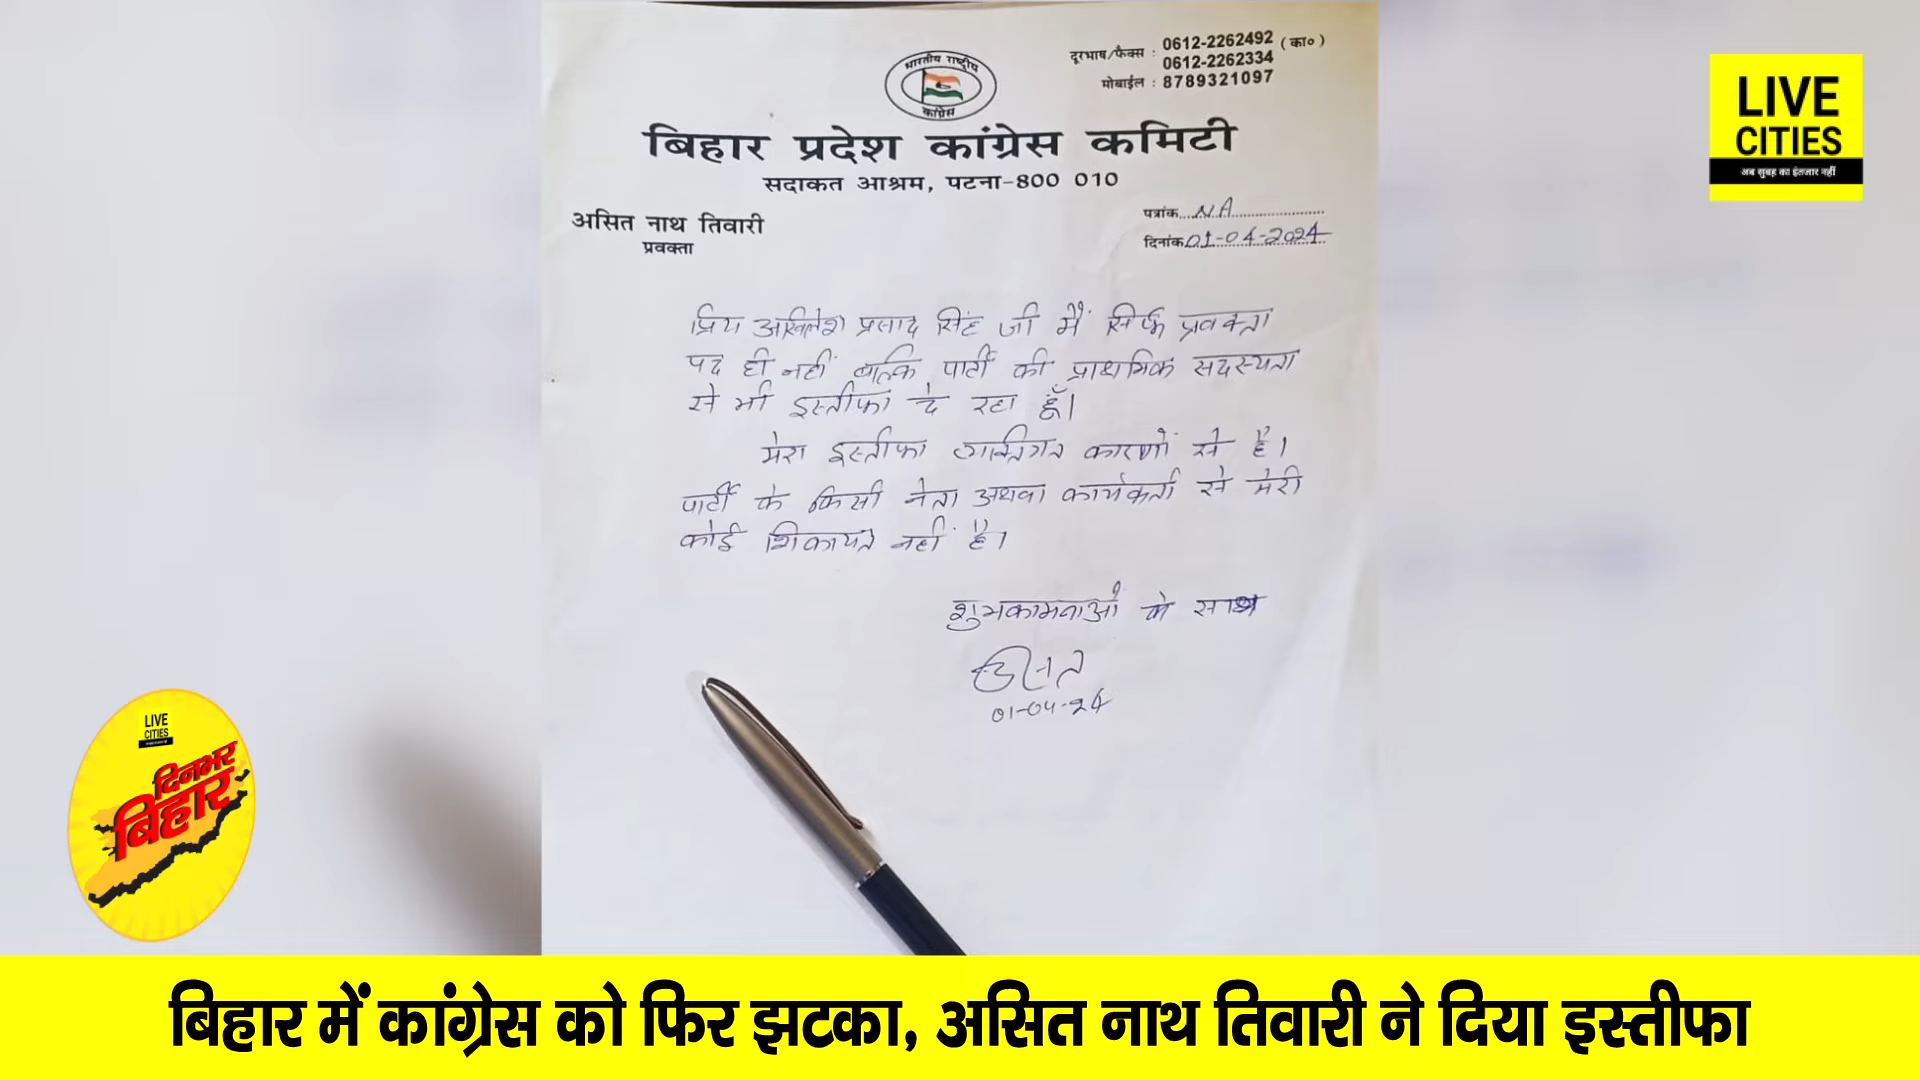 दूरभाष/फैक्स : 0612-2262492 (का०)
0612-2262334
मोबाईल : 8789321097
भारतीय राष्ट्रीय
कांग्रेस
बिहार प्रदेश कांग्रेस कमिटी
सदाकत आश्रम, पटना-800 010
असित नाथ तिवारी
प्रवक्ता
पत्रांक NA
दिनांक 01-04-2024
प्रिय अखिलेश प्रसाद सिंह जी मैं सिर्फ प्रवक्ता
पद ही नहीं बल्कि पार्टी की प्राथमिक सदस्यता
से भी इस्तीफा दे रहा हूँ।
मेरा इस्तीफा व्यक्तिगत कारणों से है।
पार्टी के किसी नेता अथवा कार्यकर्ता से मेरी
कोई शिकायत नहीं है।
शुभकामनाओं के साथ
असित
01-04-24
LIVE
CITIES
अब सुबह का इंतजार नहीं
LIVE
CITIES
दिनभर
बिहार
बिहार में कांग्रेस को फिर झटका, असित नाथ तिवारी ने दिया इस्तीफा